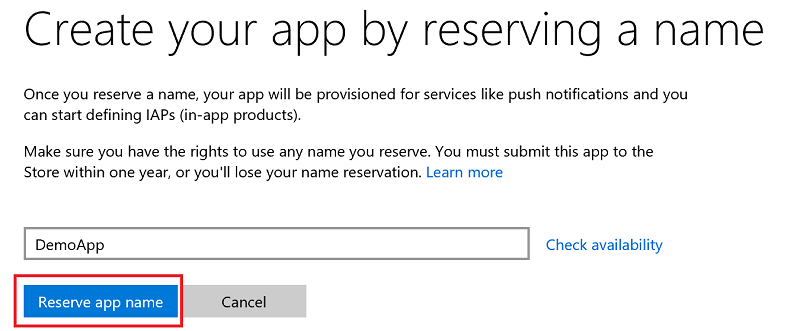 Create your app by reserving a name
Once you reserve a name, your app will be provisioned for services like push notifications and you
can start defining IAPs (in-app products).
Make sure you have the rights to use any name you reserve. You must submit this app to the
Store within one year, or you'll lose your name reservation. Learn more
DemoApp Check availability
Reserve app name Cancel